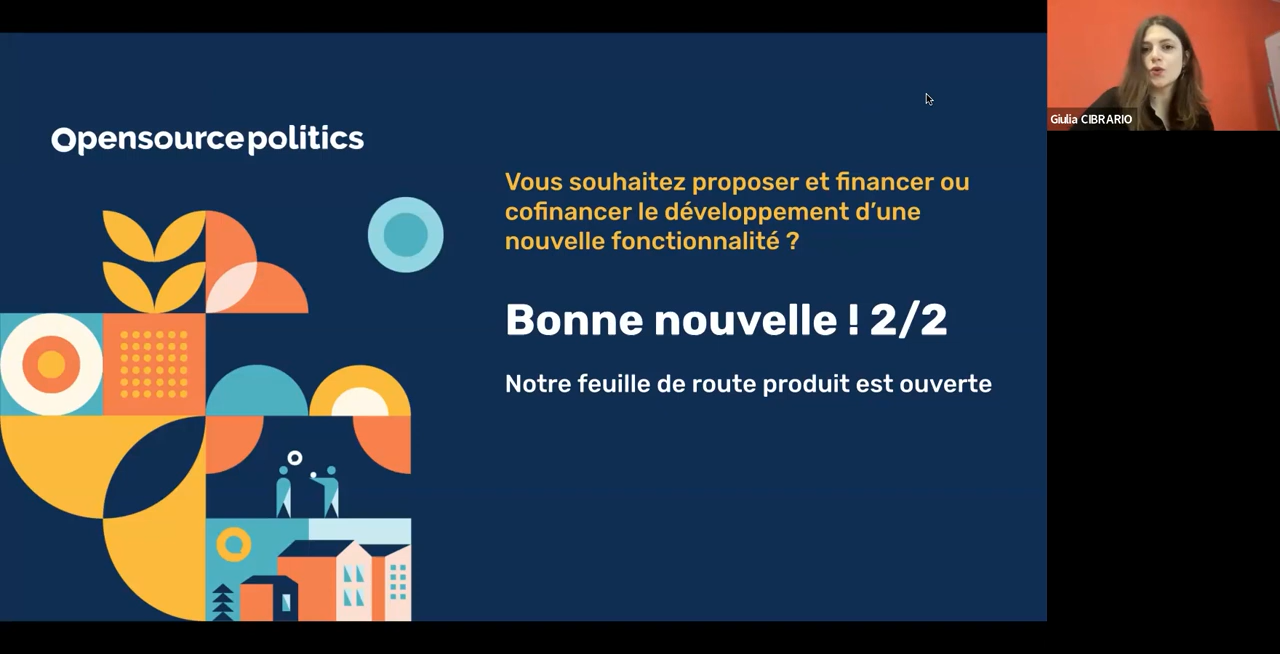 Opensourcepolitics
Vous souhaitez proposer et financer ou
cofinancer le développement d’une
nouvelle fonctionnalité ?
Bonne nouvelle ! 2/2
Notre feuille de route produit est ouverte
Giulia CIBRARIO